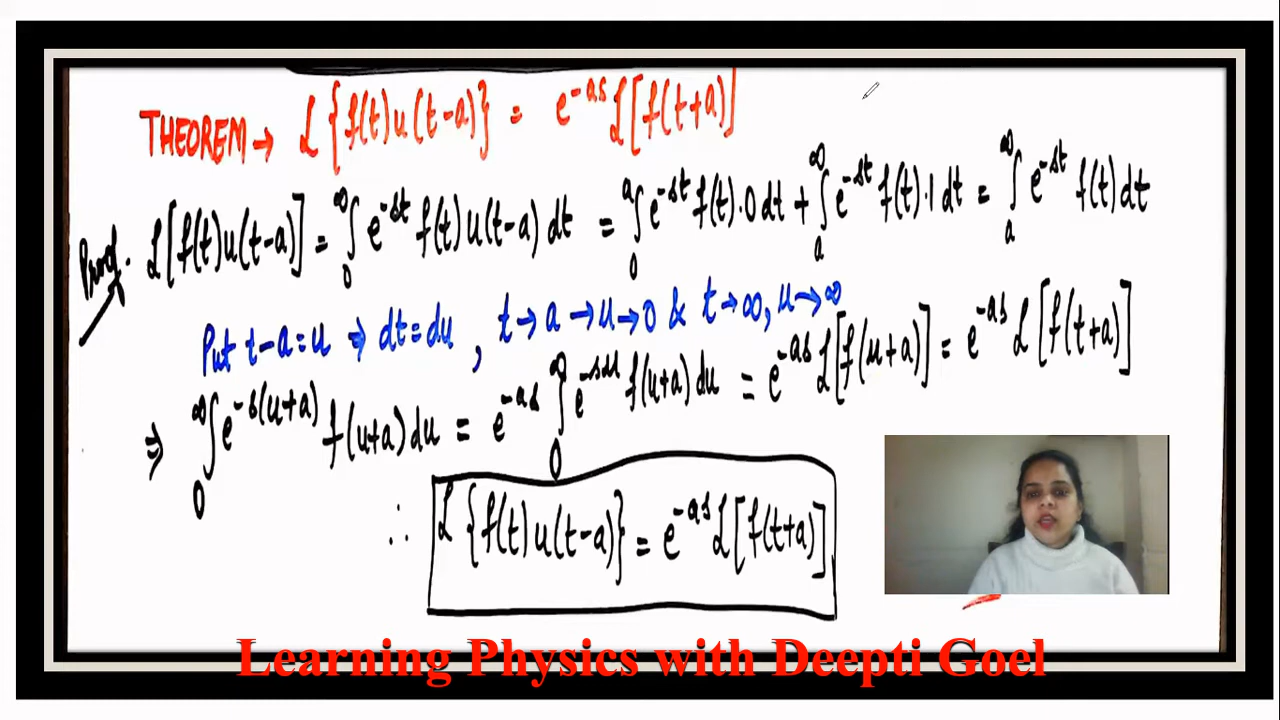 THEOREM → ℒ{f(t)u(t-a)} = e^{-as} ℒ[f(t+a)]
Proof. ℒ[f(t)u(t-a)] = ∫_0^∞ e^{-st} f(t)u(t-a) dt = ∫_0^a e^{-st} f(t)·0 dt + ∫_a^∞ e^{-st} f(t)·1 dt = ∫_a^∞ e^{-st} f(t) dt
Put t-a=u ⇒ dt=du, t→a→u→0 & t→∞, u→∞
⇒ ∫_0^∞ e^{-s(u+a)} f(u+a) du = e^{-as} ∫_0^∞ e^{-su} f(u+a) du = e^{-as} ℒ[f(u+a)] = e^{-as} ℒ[f(t+a)]
∴ ℒ{f(t)u(t-a)} = e^{-as} ℒ[f(t+a)]
Learning Physics with Deepti Goel